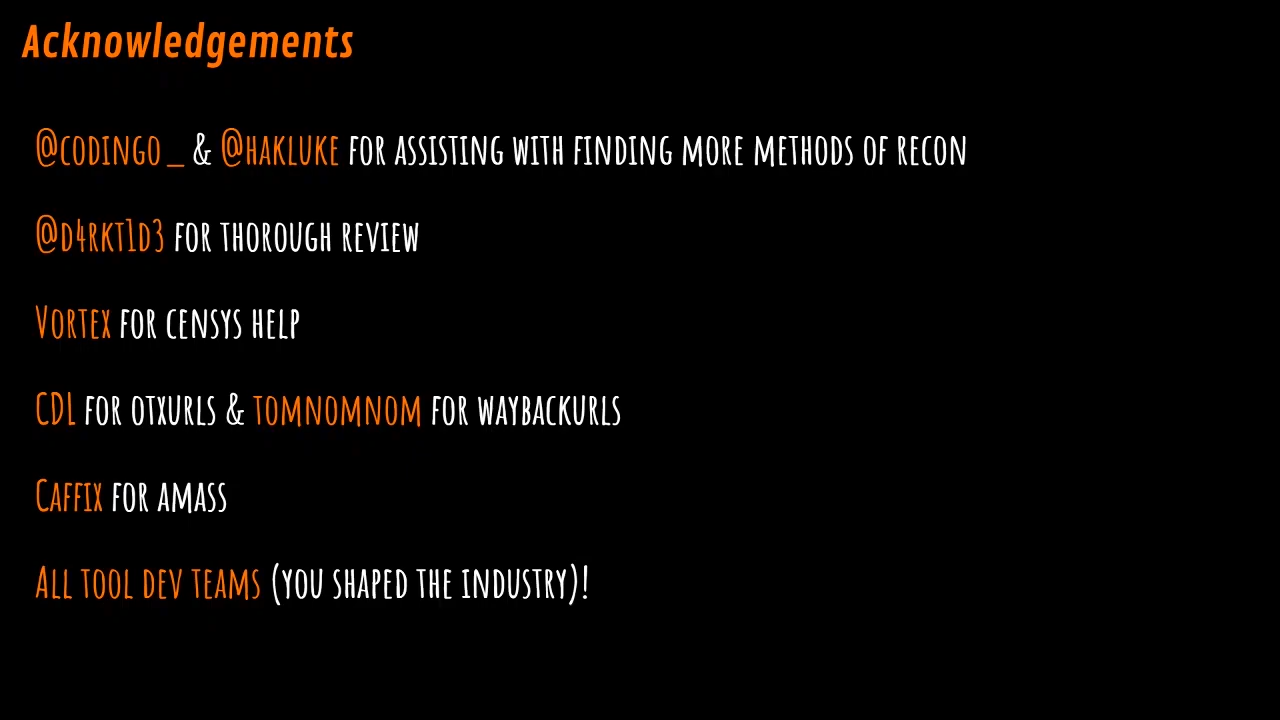 Acknowledgements
@codingo_ & @hakluke for assisting with finding more methods of recon
@d4rkt1d3 for thorough review
Vortex for censys help
CDL for otxurls & tomnomnom for waybackurls
Caffix for amass
All tool dev teams (you shaped the industry)!